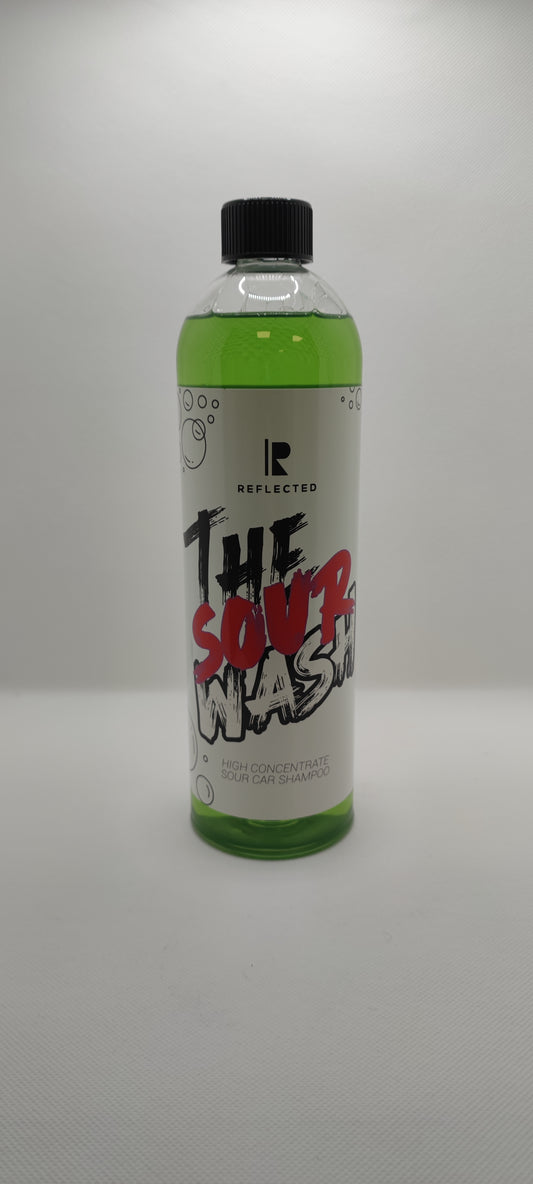 R
REFLECTED
THE
SOUR
WASH
HIGH CONCENTRATE
SOUR CAR SHAMPOO